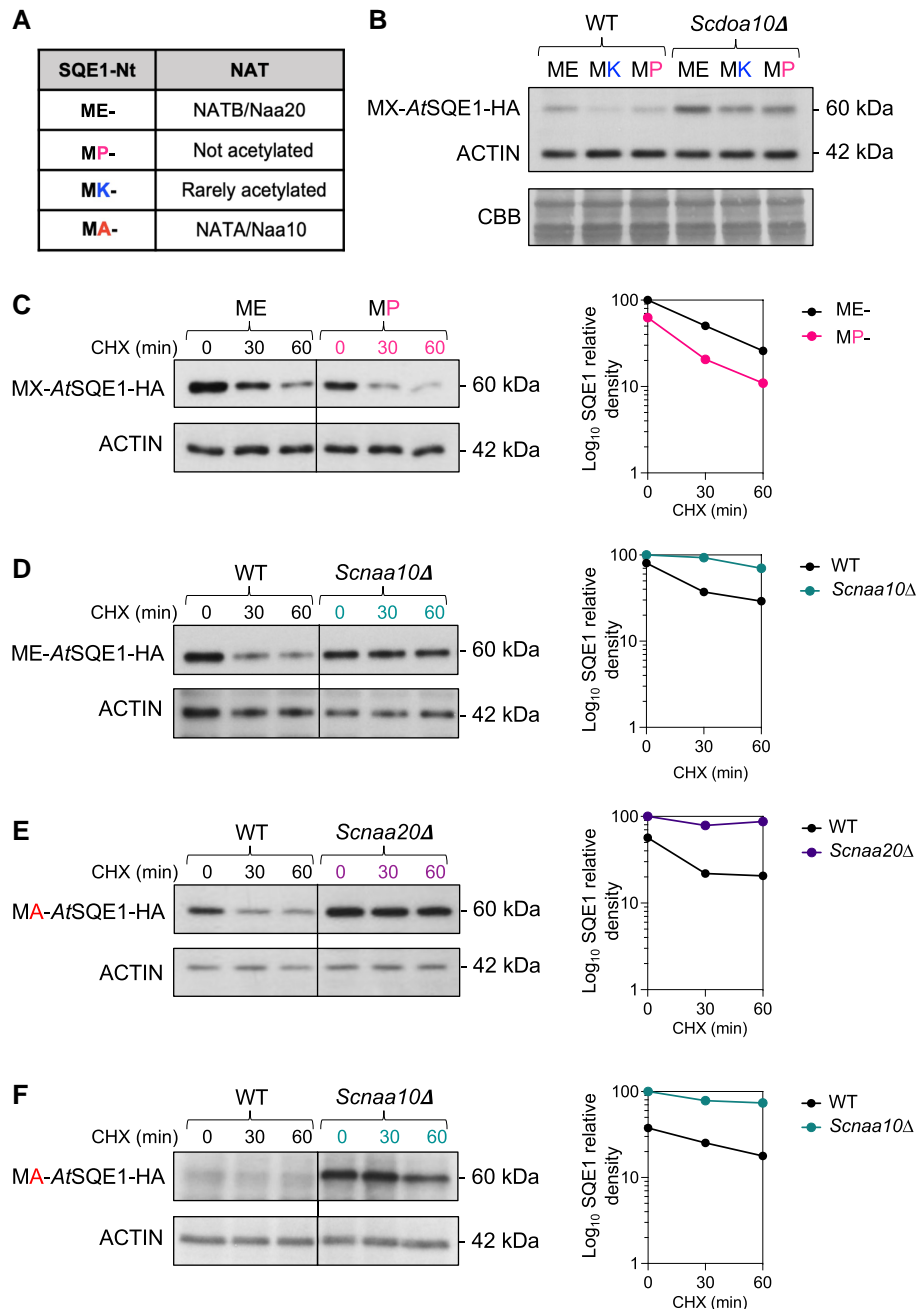 A
SQE1-Nt NAT
ME- NATB/Naa20
MP- Not acetylated
MK- Rarely acetylated
MA- NATA/Naa10
B
WT Scdoa10Δ
ME MK MP ME MK MP
MX-AtSQE1-HA - 60 kDa
ACTIN - 42 kDa
CBB
C
ME MP
CHX (min) 0 30 60 0 30 60
MX-AtSQE1-HA - 60 kDa
ACTIN - 42 kDa
Log10 SQE1 relative
density
100
10
1
0 30 60
CHX (min)
ME-
MP-
D
WT Scnaa10Δ
CHX (min) 0 30 60 0 30 60
ME-AtSQE1-HA - 60 kDa
ACTIN - 42 kDa
Log10 SQE1 relative
density
100
10
1
0 30 60
CHX (min)
WT
Scnaa10Δ
E
WT Scnaa20Δ
CHX (min) 0 30 60 0 30 60
MA-AtSQE1-HA - 60 kDa
ACTIN - 42 kDa
Log10 SQE1 relative
density
100
10
1
0 30 60
CHX (min)
WT
Scnaa20Δ
F
WT Scnaa10Δ
CHX (min) 0 30 60 0 30 60
MA-AtSQE1-HA - 60 kDa
ACTIN - 42 kDa
Log10 SQE1 relative
density
100
10
1
0 30 60
CHX (min)
WT
Scnaa10Δ